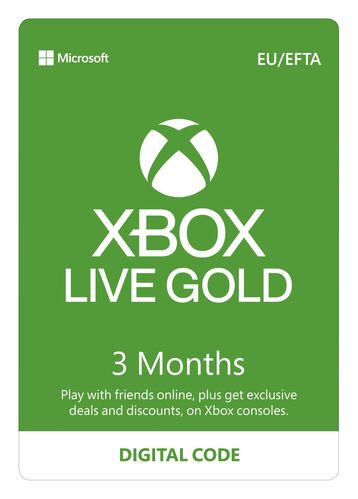 Microsoft
EU/EFTA
XBOX
LIVE GOLD
3 Months
Play with friends online, plus get exclusive
deals and discounts, on Xbox consoles.
DIGITAL CODE